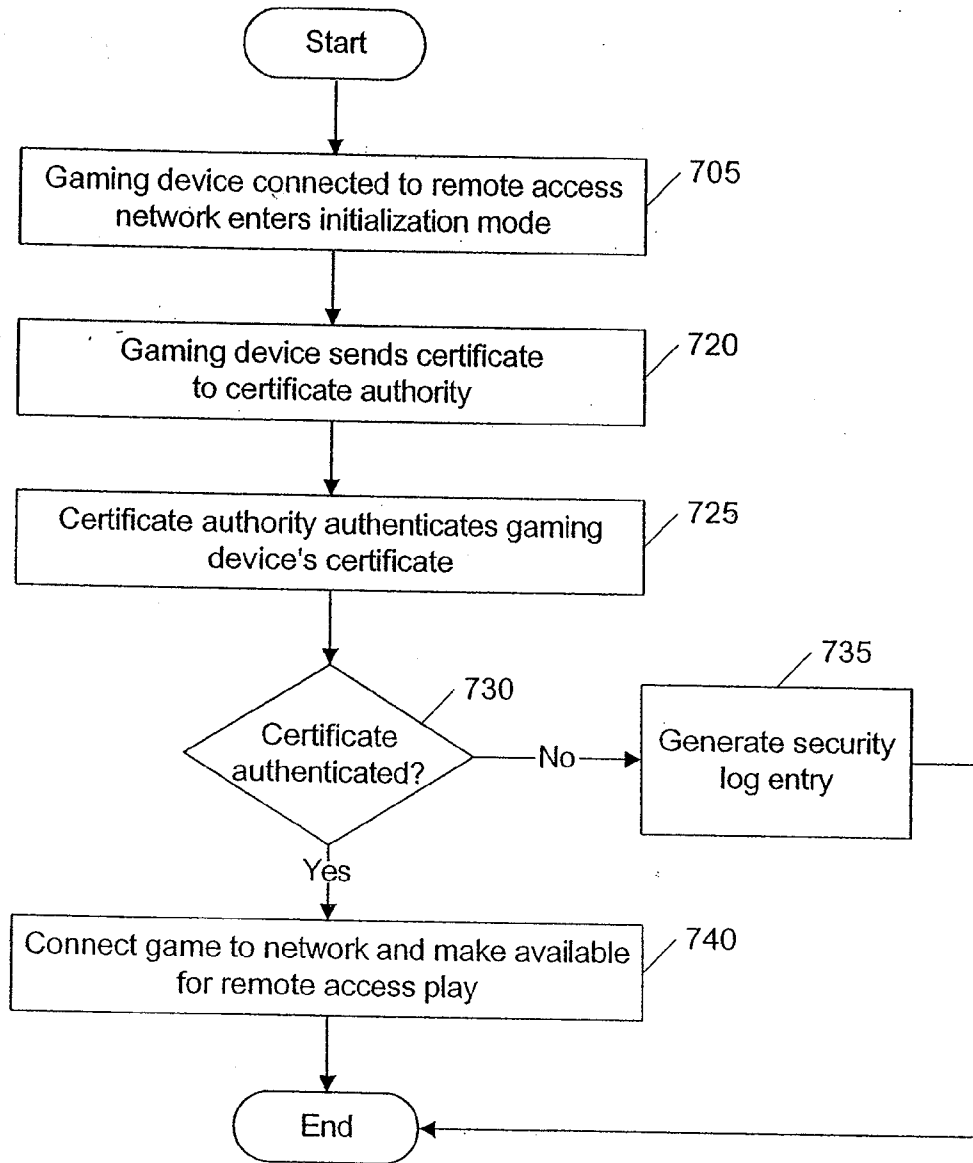 Start
Gaming device connected to remote access
network enters initialization mode
705
Gaming device sends certificate
to certificate authority
720
Certificate authority authenticates gaming
device's certificate
725
Certificate
authenticated?
730
No
Generate security
log entry
735
Yes
Connect game to network and make available
for remote access play
740
End